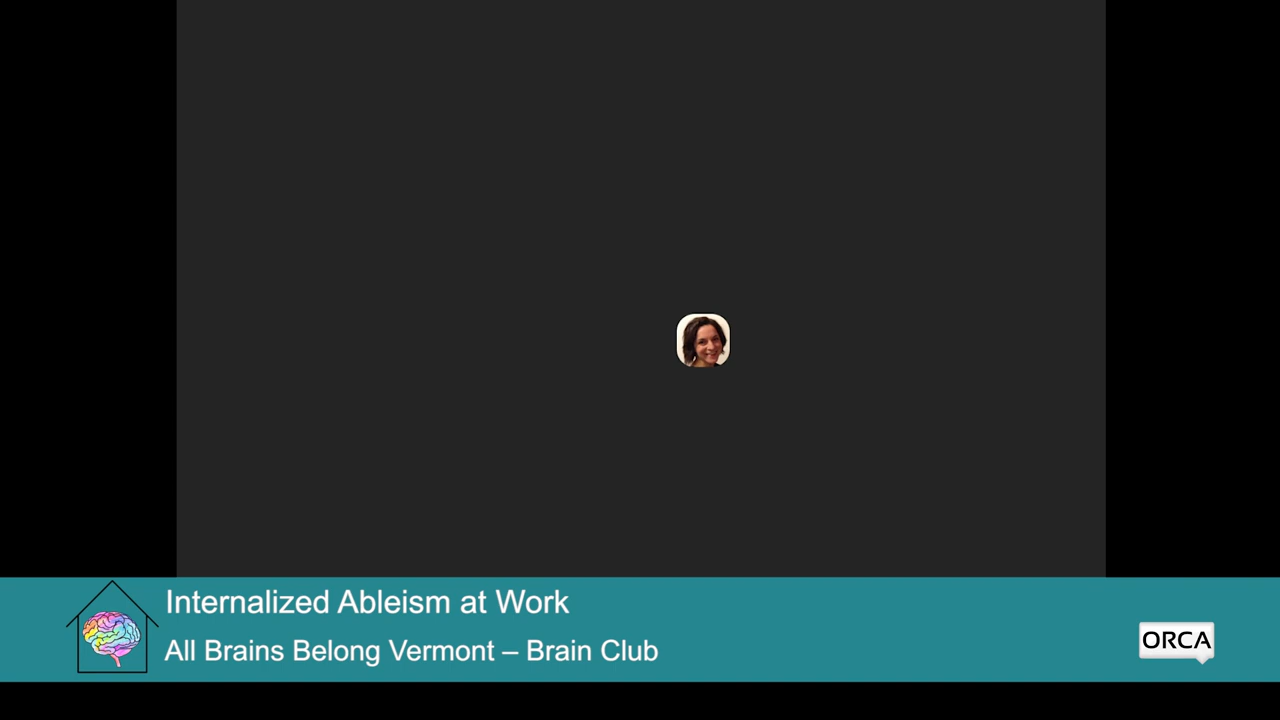 Internalized Ableism at Work
All Brains Belong Vermont – Brain Club
ORCA